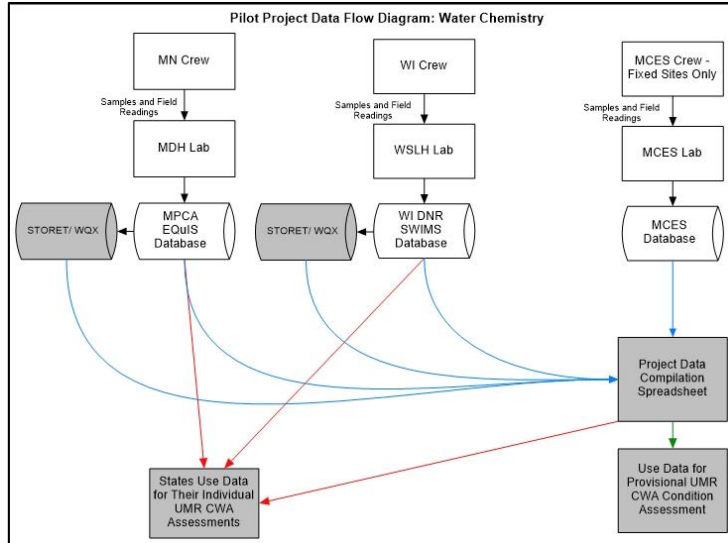 Pilot Project Data Flow Diagram: Water Chemistry
MN Crew
WI Crew
MCES Crew -
Fixed Sites Only
Samples and Field
Readings
Samples and Field
Readings
Samples and Field
Readings
MDH Lab
WSLH Lab
MCES Lab
STORET/ WQX
MPCA
EQuIS
Database
STORET/ WQX
WI DNR
SWIMS
Database
MCES
Database
Project Data
Compilation
Spreadsheet
States Use Data
for Their Individual
UMR CWA
Assessments
Use Data for
Provisional UMR
CWA Condition
Assessment